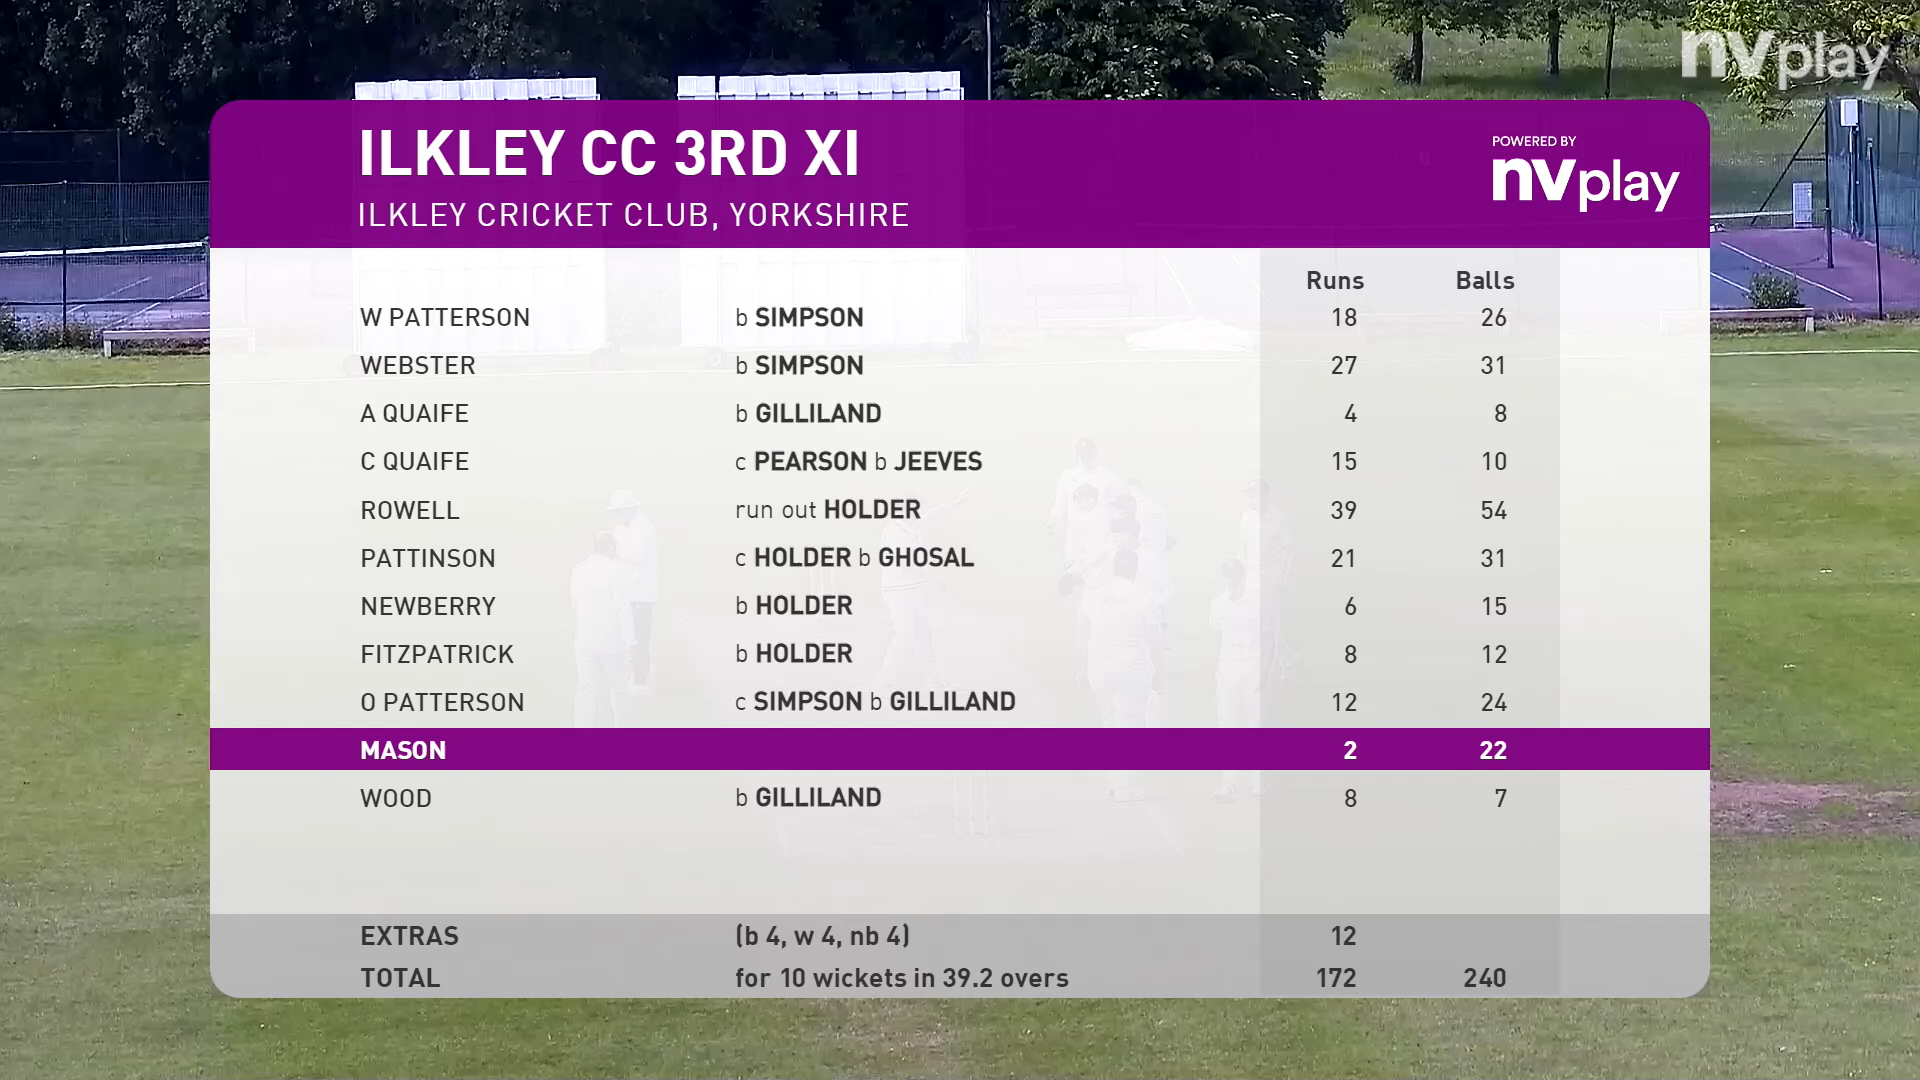 nvplay
ILKLEY CC 3RD XI
ILKLEY CRICKET CLUB, YORKSHIRE
POWERED BY
nvplay
Runs Balls
W PATTERSON b SIMPSON 18 26
WEBSTER b SIMPSON 27 31
A QUAIFE b GILLILAND 4 8
C QUAIFE c PEARSON b JEEVES 15 10
ROWELL run out HOLDER 39 54
PATTINSON c HOLDER b GHOSAL 21 31
NEWBERRY b HOLDER 6 15
FITZPATRICK b HOLDER 8 12
O PATTERSON c SIMPSON b GILLILAND 12 24
MASON 2 22
WOOD b GILLILAND 8 7
EXTRAS (b 4, w 4, nb 4) 12
TOTAL for 10 wickets in 39.2 overs 172 240